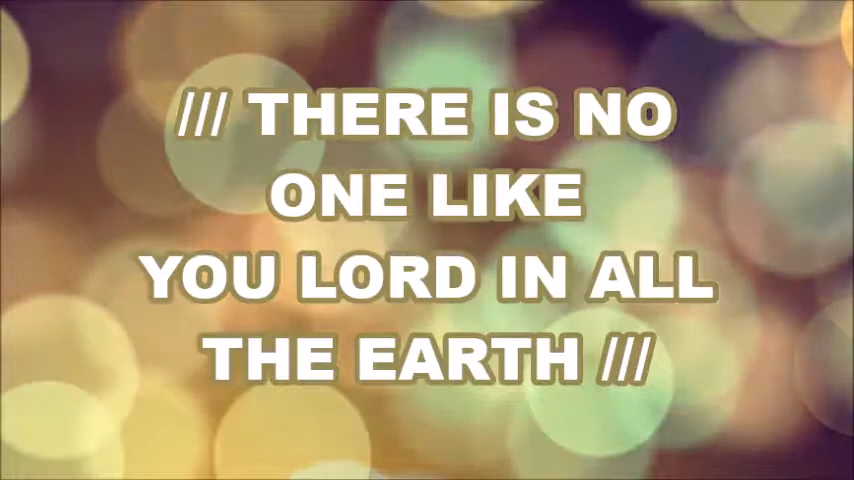 /// THERE IS NO
ONE LIKE
YOU LORD IN ALL
THE EARTH ///